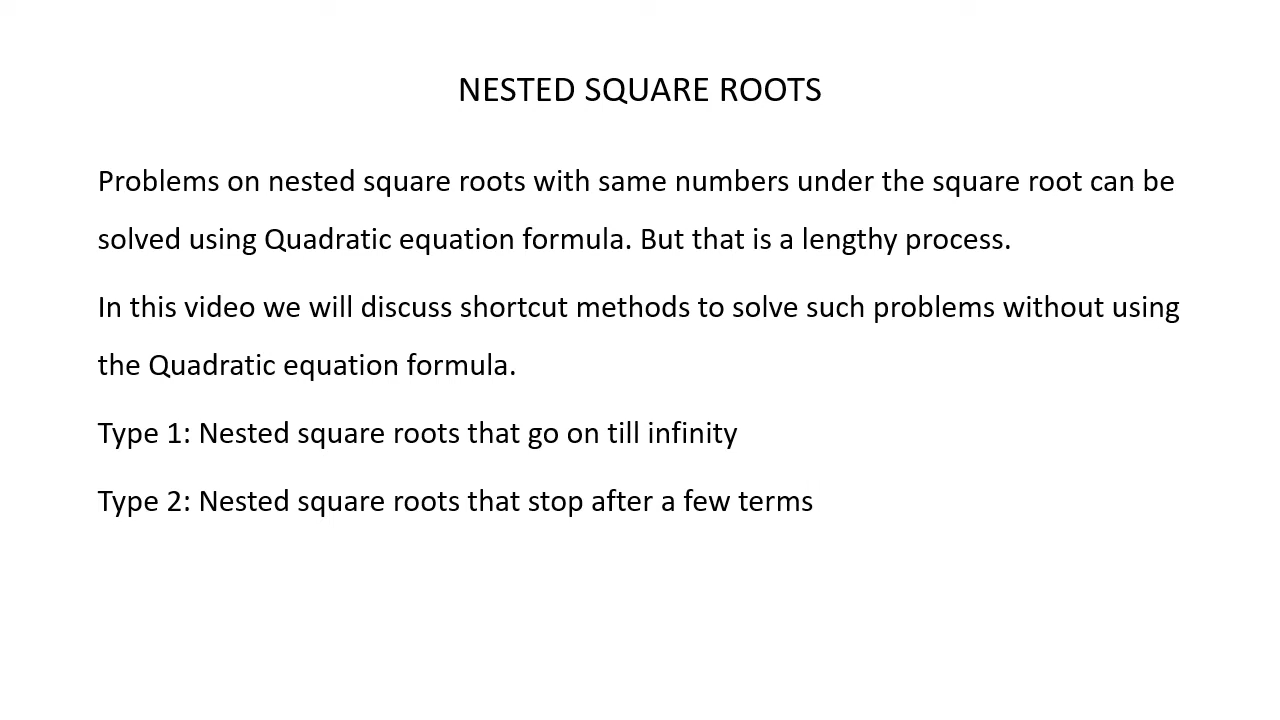 NESTED SQUARE ROOTS
Problems on nested square roots with same numbers under the square root can be
solved using Quadratic equation formula. But that is a lengthy process.
In this video we will discuss shortcut methods to solve such problems without using
the Quadratic equation formula.
Type 1: Nested square roots that go on till infinity
Type 2: Nested square roots that stop after a few terms